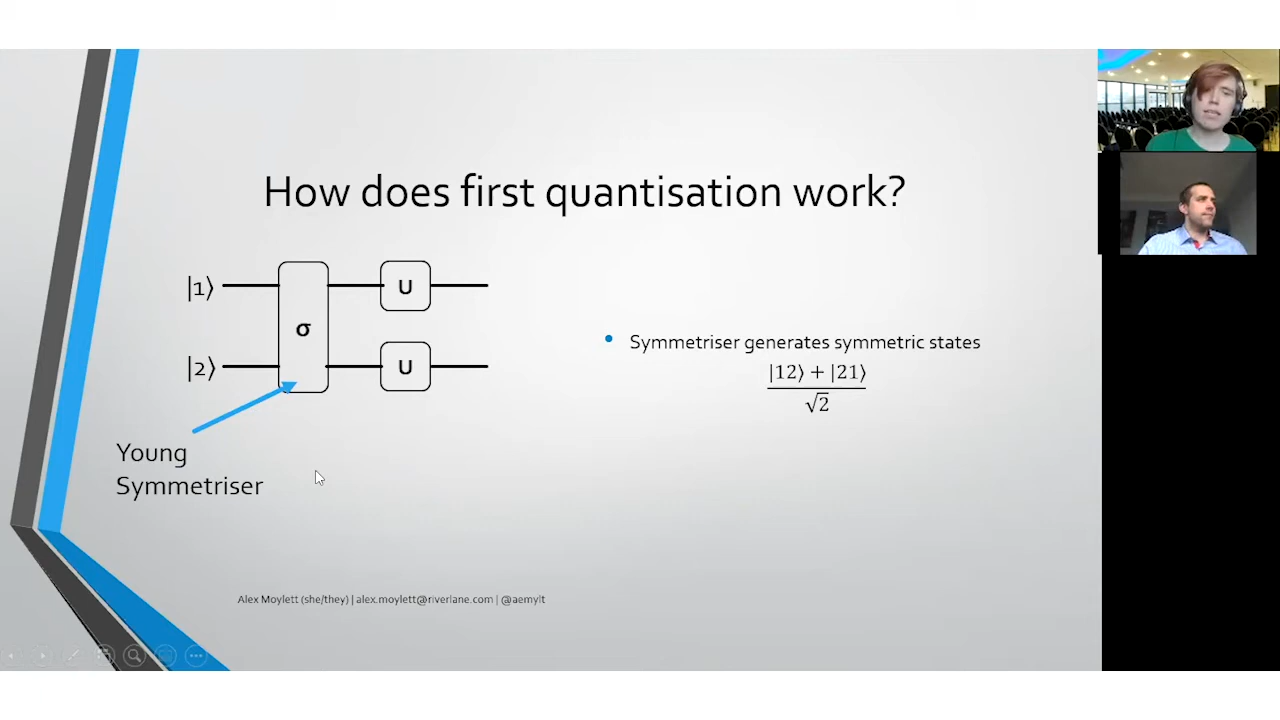 How does first quantisation work?
|1⟩
σ
U
|2⟩
U
Young
Symmetriser
• Symmetriser generates symmetric states
|12⟩ + |21⟩
√2
Alex Moylett (she/they) | alex.moylett@riverlane.com | @aemylt